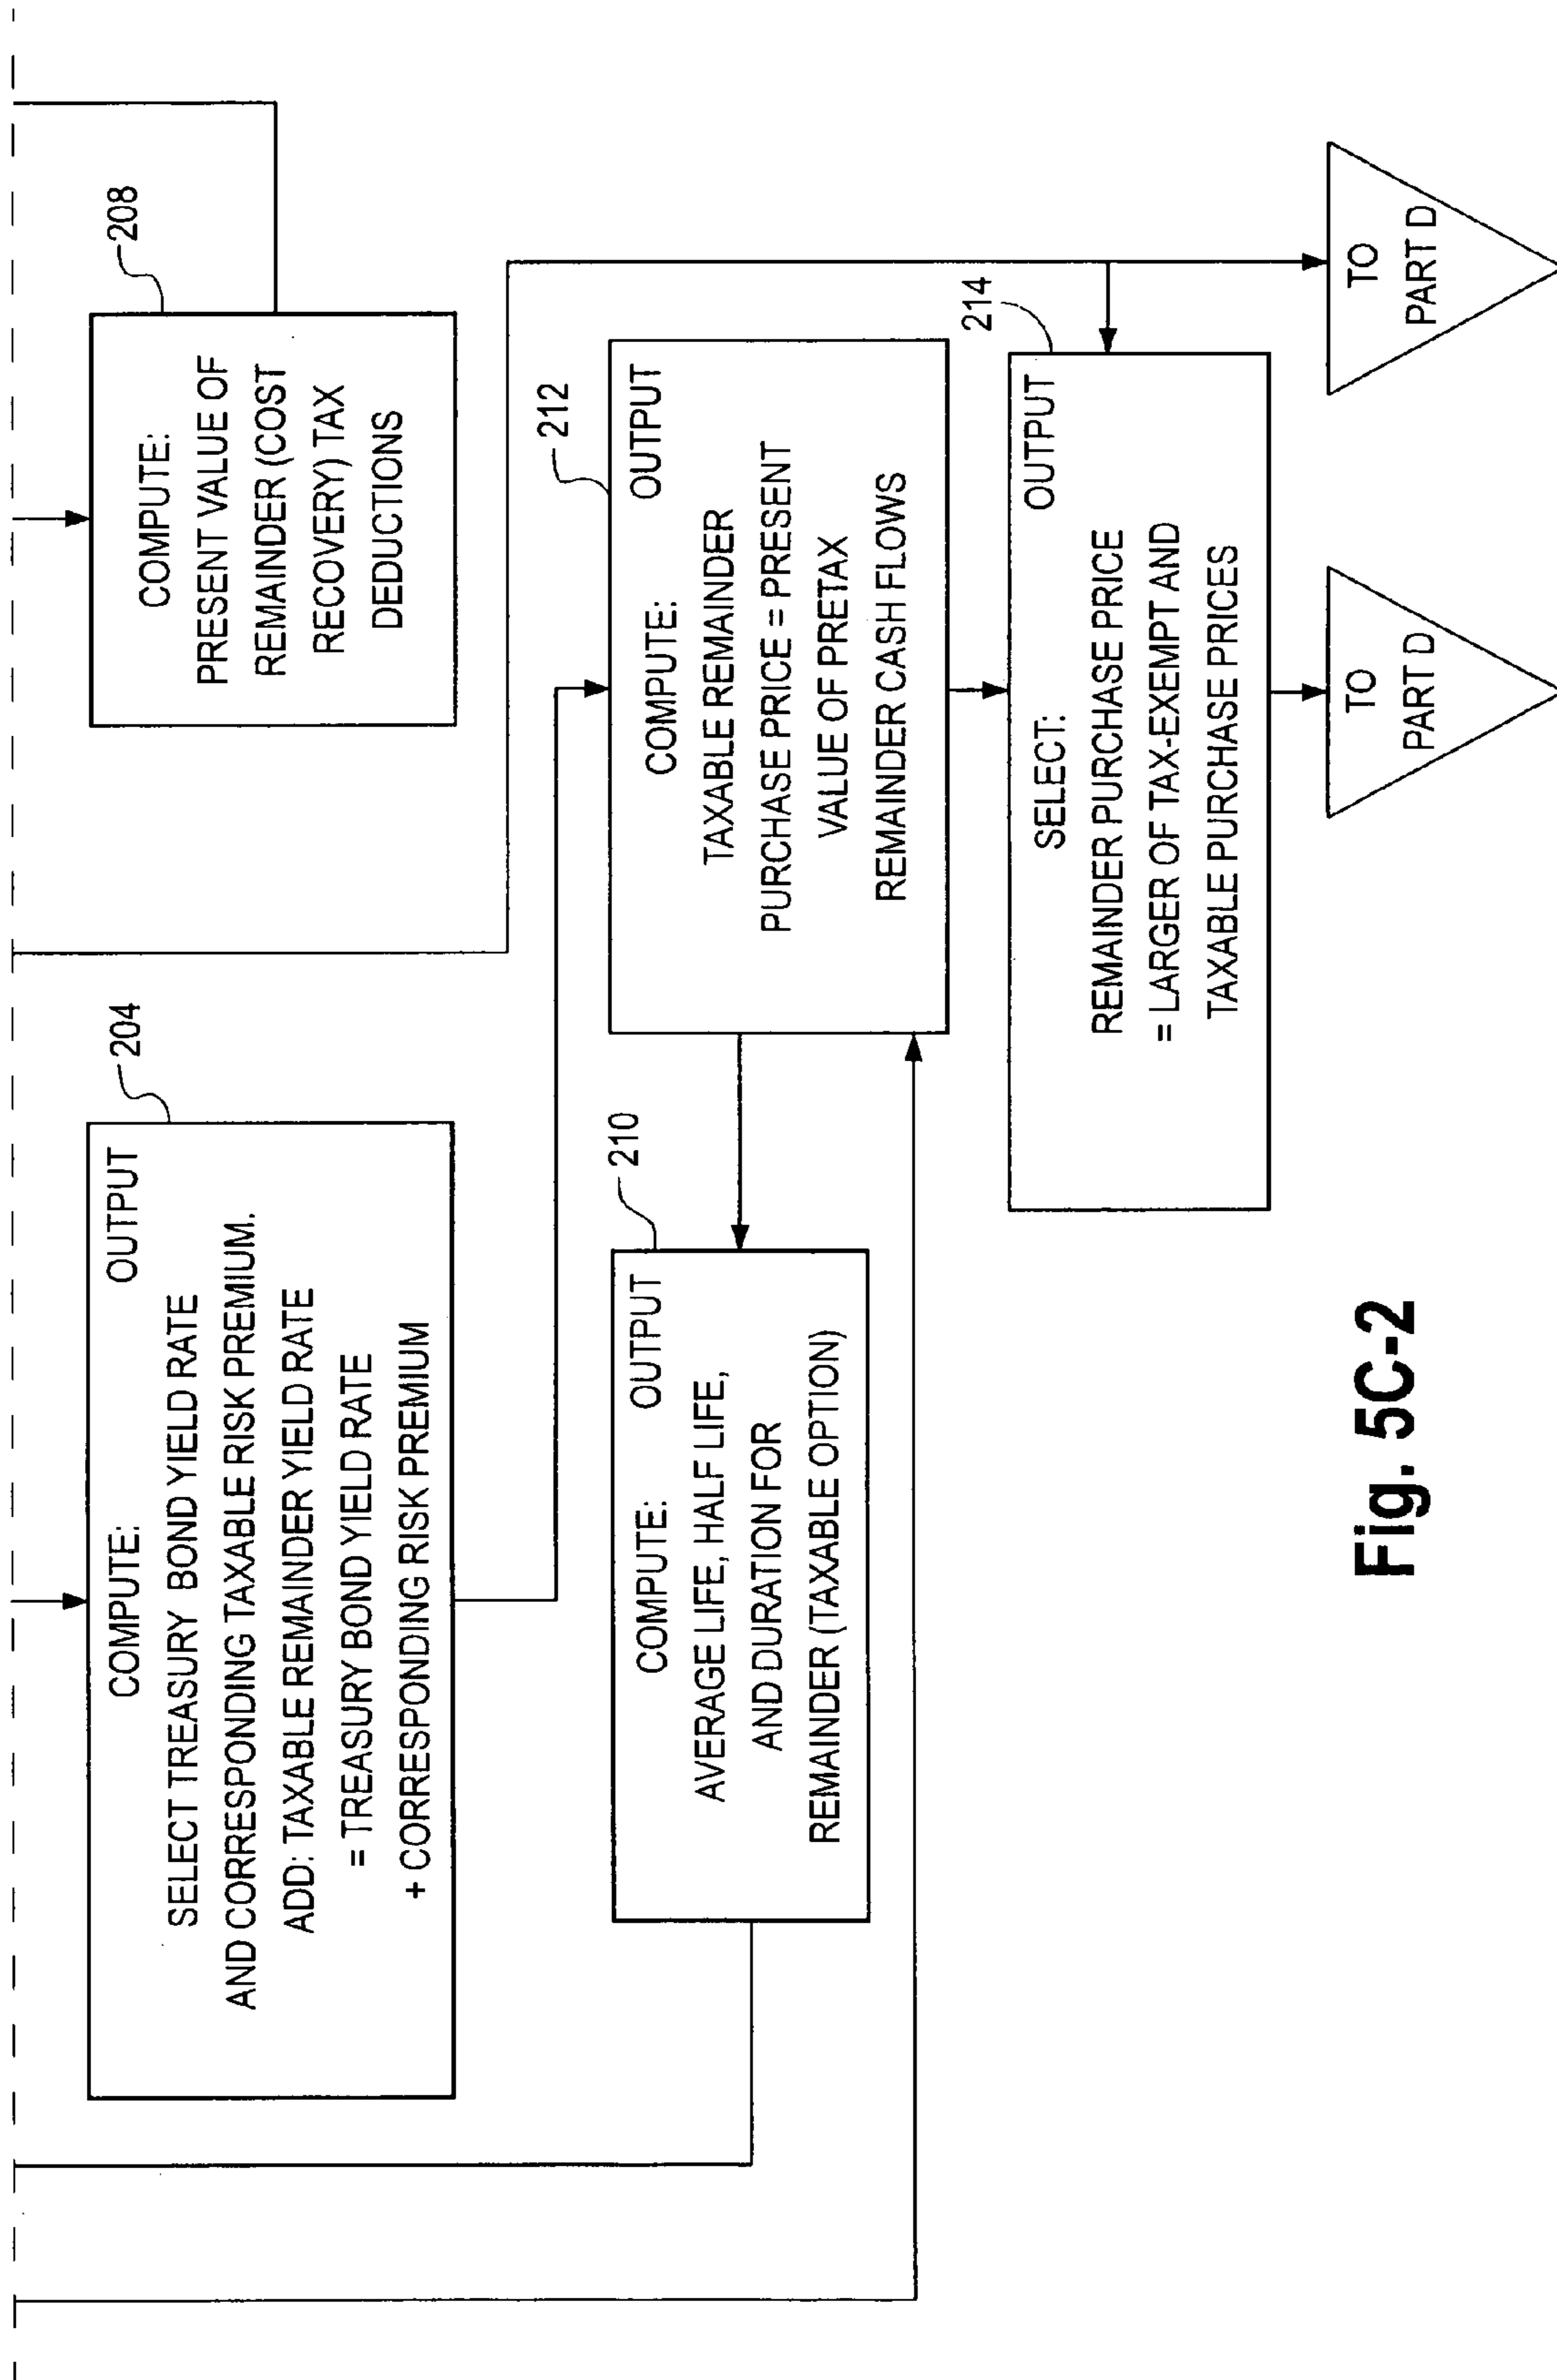 208
COMPUTE:
PRESENT VALUE OF
REMAINDER (COST
RECOVERY) TAX
DEDUCTIONS
204
COMPUTE: OUTPUT
SELECT TREASURY BOND YIELD RATE
AND CORRESPONDING TAXABLE RISK PREMIUM.
ADD: TAXABLE REMAINDER YIELD RATE
= TREASURY BOND YIELD RATE
+ CORRESPONDING RISK PREMIUM
212
COMPUTE: OUTPUT
TAXABLE REMAINDER
PURCHASE PRICE = PRESENT
VALUE OF PRETAX
REMAINDER CASH FLOWS
210
COMPUTE: OUTPUT
AVERAGE LIFE, HALF LIFE,
AND DURATION FOR
REMAINDER (TAXABLE OPTION)
214
SELECT: OUTPUT
REMAINDER PURCHASE PRICE
= LARGER OF TAX-EXEMPT AND
TAXABLE PURCHASE PRICES
TO
PART D
TO
PART D
Fig. 5C-2